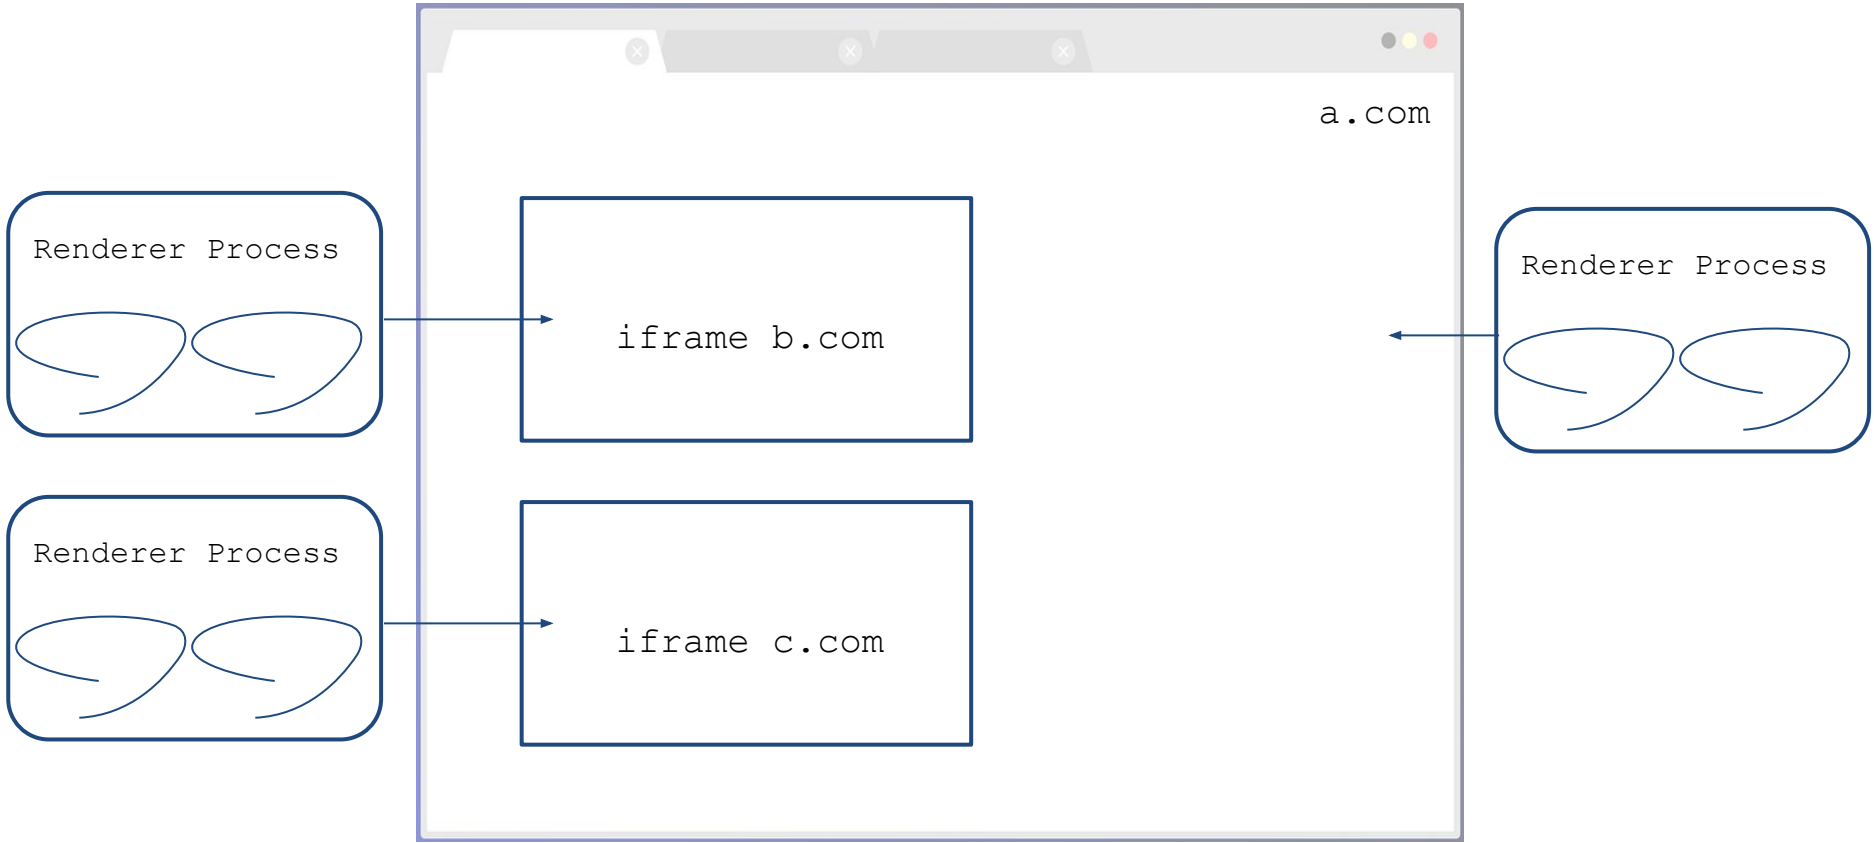 a.com
Renderer Process
iframe b.com
Renderer Process
Renderer Process
iframe c.com